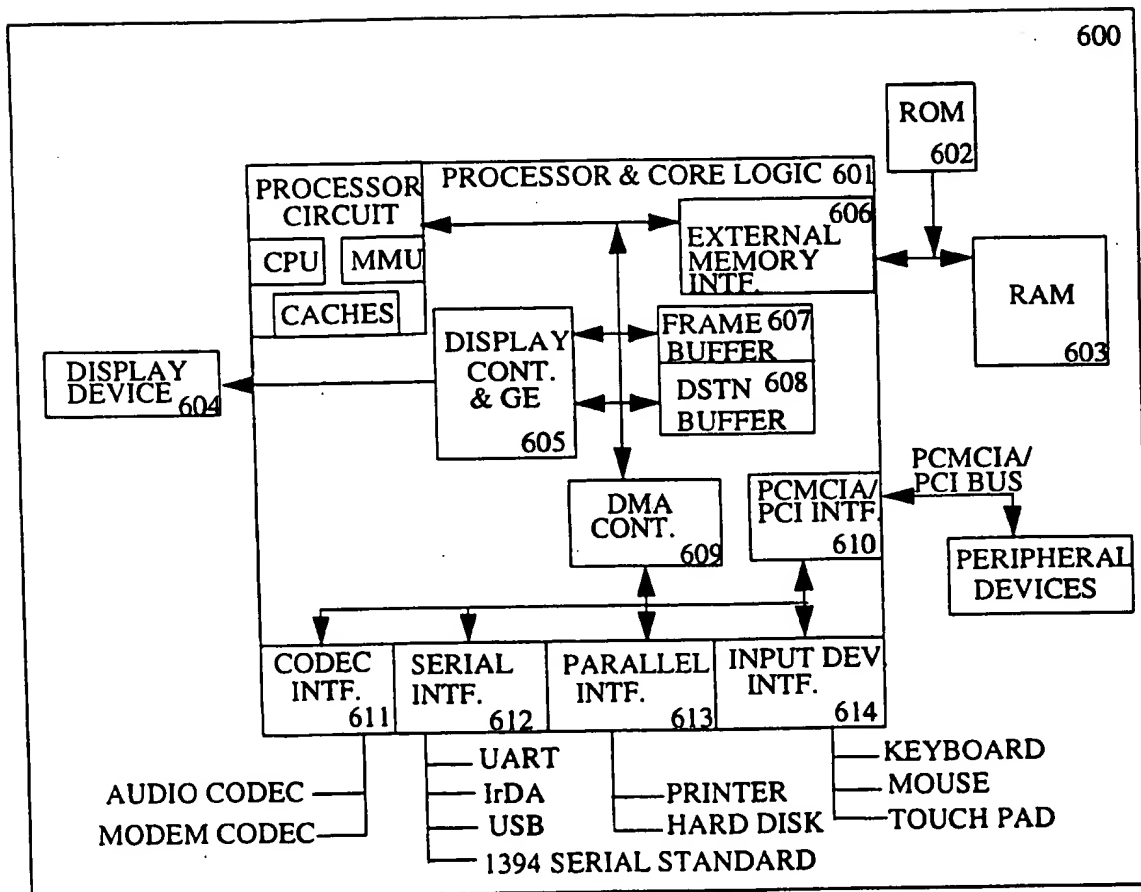 600
ROM
602
PROCESSOR
CIRCUIT
CPU
MMU
CACHES
PROCESSOR & CORE LOGIC 601
606
EXTERNAL
MEMORY
INTF.
RAM
603
DISPLAY
DEVICE
604
DISPLAY
CONT.
& GE
605
FRAME 607
BUFFER
DSTN 608
BUFFER
DMA
CONT.
609
PCMCIA/
PCI INTF.
610
PCMCIA/
PCI BUS
PERIPHERAL
DEVICES
CODEC
INTF.
611
SERIAL
INTF.
612
PARALLEL
INTF.
613
INPUT DEV
INTF.
614
AUDIO CODEC
MODEM CODEC
UART
IrDA
USB
1394 SERIAL STANDARD
PRINTER
HARD DISK
KEYBOARD
MOUSE
TOUCH PAD